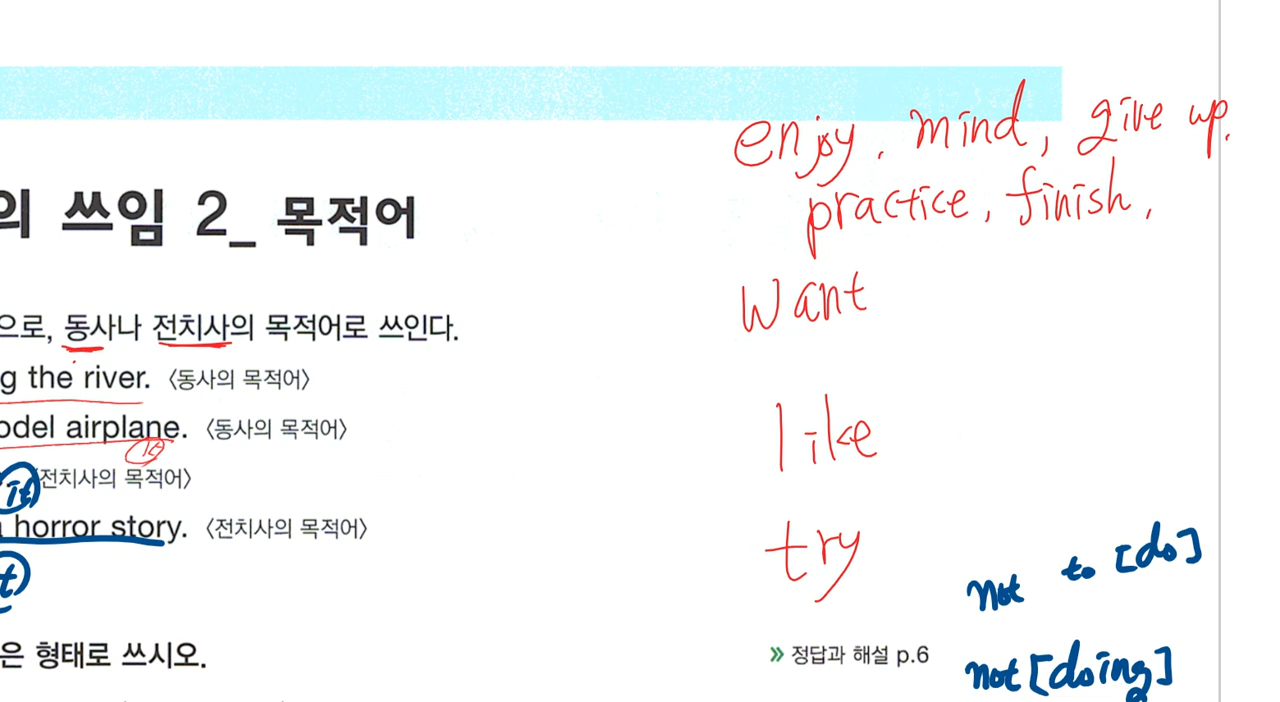 enjoy. mind, give up.
practice, finish,
의 쓰임 2_ 목적어
want
으로, 동사나 전치사의 목적어로 쓰인다.
g the river. 〈동사의 목적어〉
like
odel airplane. 〈동사의 목적어〉
it
it 〈전치사의 목적어〉
horror story. 〈전치사의 목적어〉
try
not to [do]
은 형태로 쓰시오.
» 정답과 해설 p.6
not [doing]